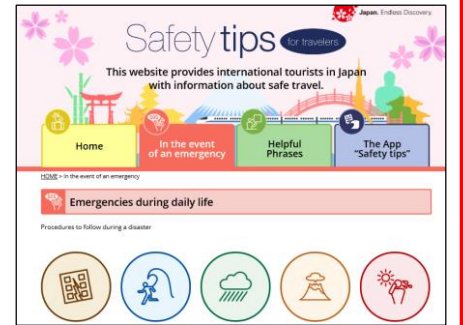 Japan. Endless Discovery.
Safety tips for travelers
This website provides international tourists in Japan
with information about safe travel.
Home
In the event
of an emergency
Helpful
Phrases
The App
"Safety tips"
HOME > In the event of an emergency
Emergencies during daily life
Procedures to follow during a disaster